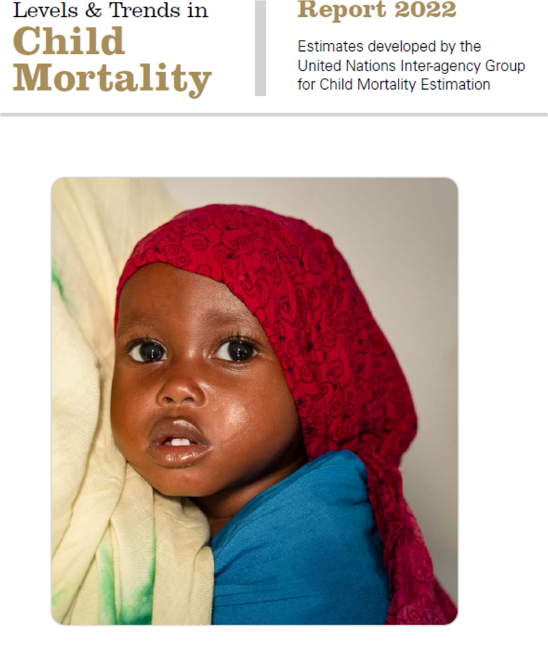 Levels & Trends in
Child
Mortality
Report 2022
Estimates developed by the
United Nations Inter-agency Group
for Child Mortality Estimation